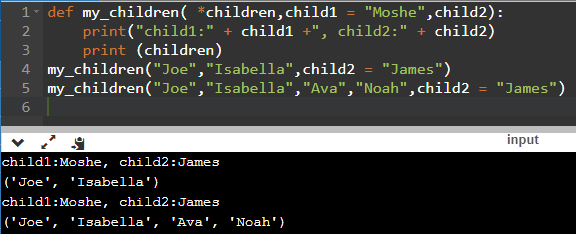 1 def my_children( *children,child1 = "Moshe",child2):
2 print("child1:" + child1 +", child2:" + child2)
3 print (children)
4 my_children("Joe","Isabella",child2 = "James")
5 my_children("Joe","Isabella","Ava","Noah",child2 = "James")
6
input
child1:Moshe, child2:James
('Joe', 'Isabella')
child1:Moshe, child2:James
('Joe', 'Isabella', 'Ava', 'Noah')